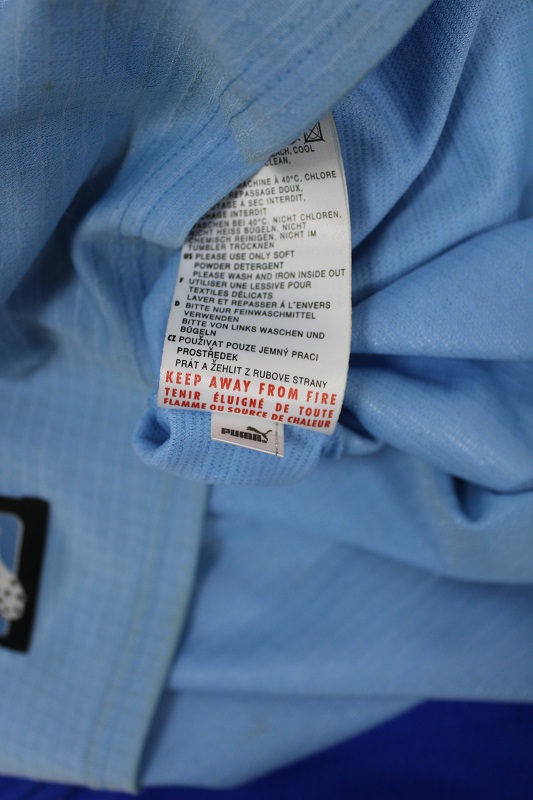 EACH, COOL
CLEAN,
MACHINE À 40°C, CHLORE
REPASSAGE DOUX,
À SEC INTERDIT,
INTERDIT
BEI 40°C, NICHT CHLOREN,
NICHT HEISS BÜGELN, NICHT
CHEMISCH REINIGEN, NICHT IM
TUMBLER TROCKNEN
PLEASE USE ONLY SOFT
POWDER DETERGENT
PLEASE WASH AND IRON INSIDE OUT
F UTILISER UNE LESSIVE POUR
TEXTILES DÉLICATS
LAVER ET REPASSER Á L'ENVERS
D BITTE NUR FEINWASCHMITTEL
VERWENDEN
BITTE VON LINKS WASCHEN UND
BÜGELN
CZ POUŽIVAT POUZE JEMNÝ PRACI
PROSTŘEDEK
PRÁT A ŽEHLIT Z RUBOVE STRANY
KEEP AWAY FROM FIRE
TENIR ÉLUIGNÉ DE TOUTE
FLAMME OU SOURCE DE CHALEUR
PUMA